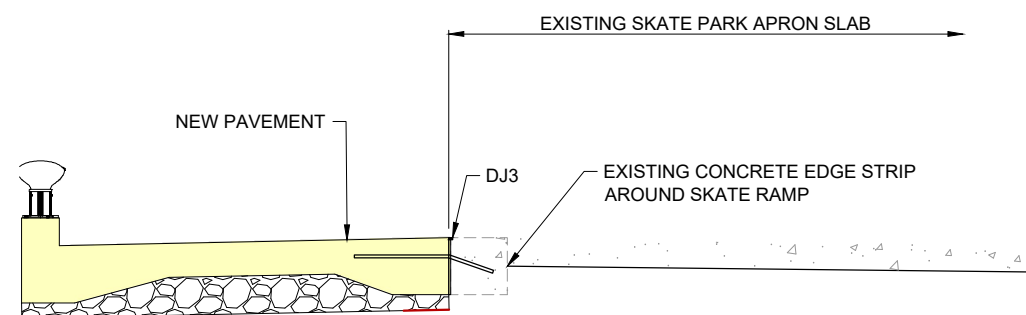 EXISTING SKATE PARK APRON SLAB
NEW PAVEMENT
DJ3
EXISTING CONCRETE EDGE STRIP
AROUND SKATE RAMP